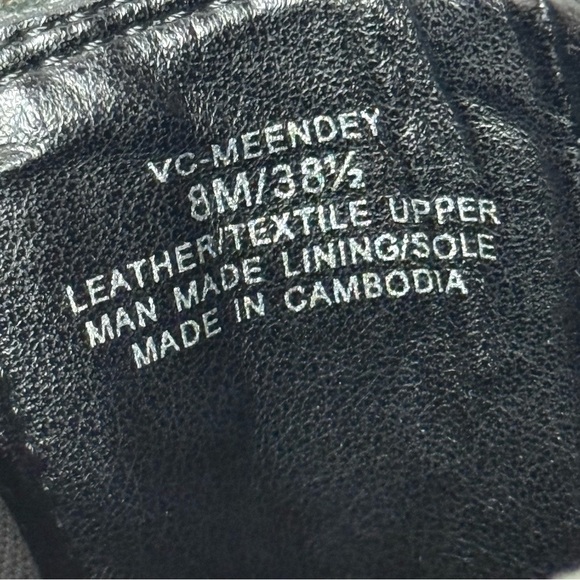 VC-MEENDEY
8M/38½
LEATHER/TEXTILE UPPER
MAN MADE LINING/SOLE
MADE IN CAMBODIA